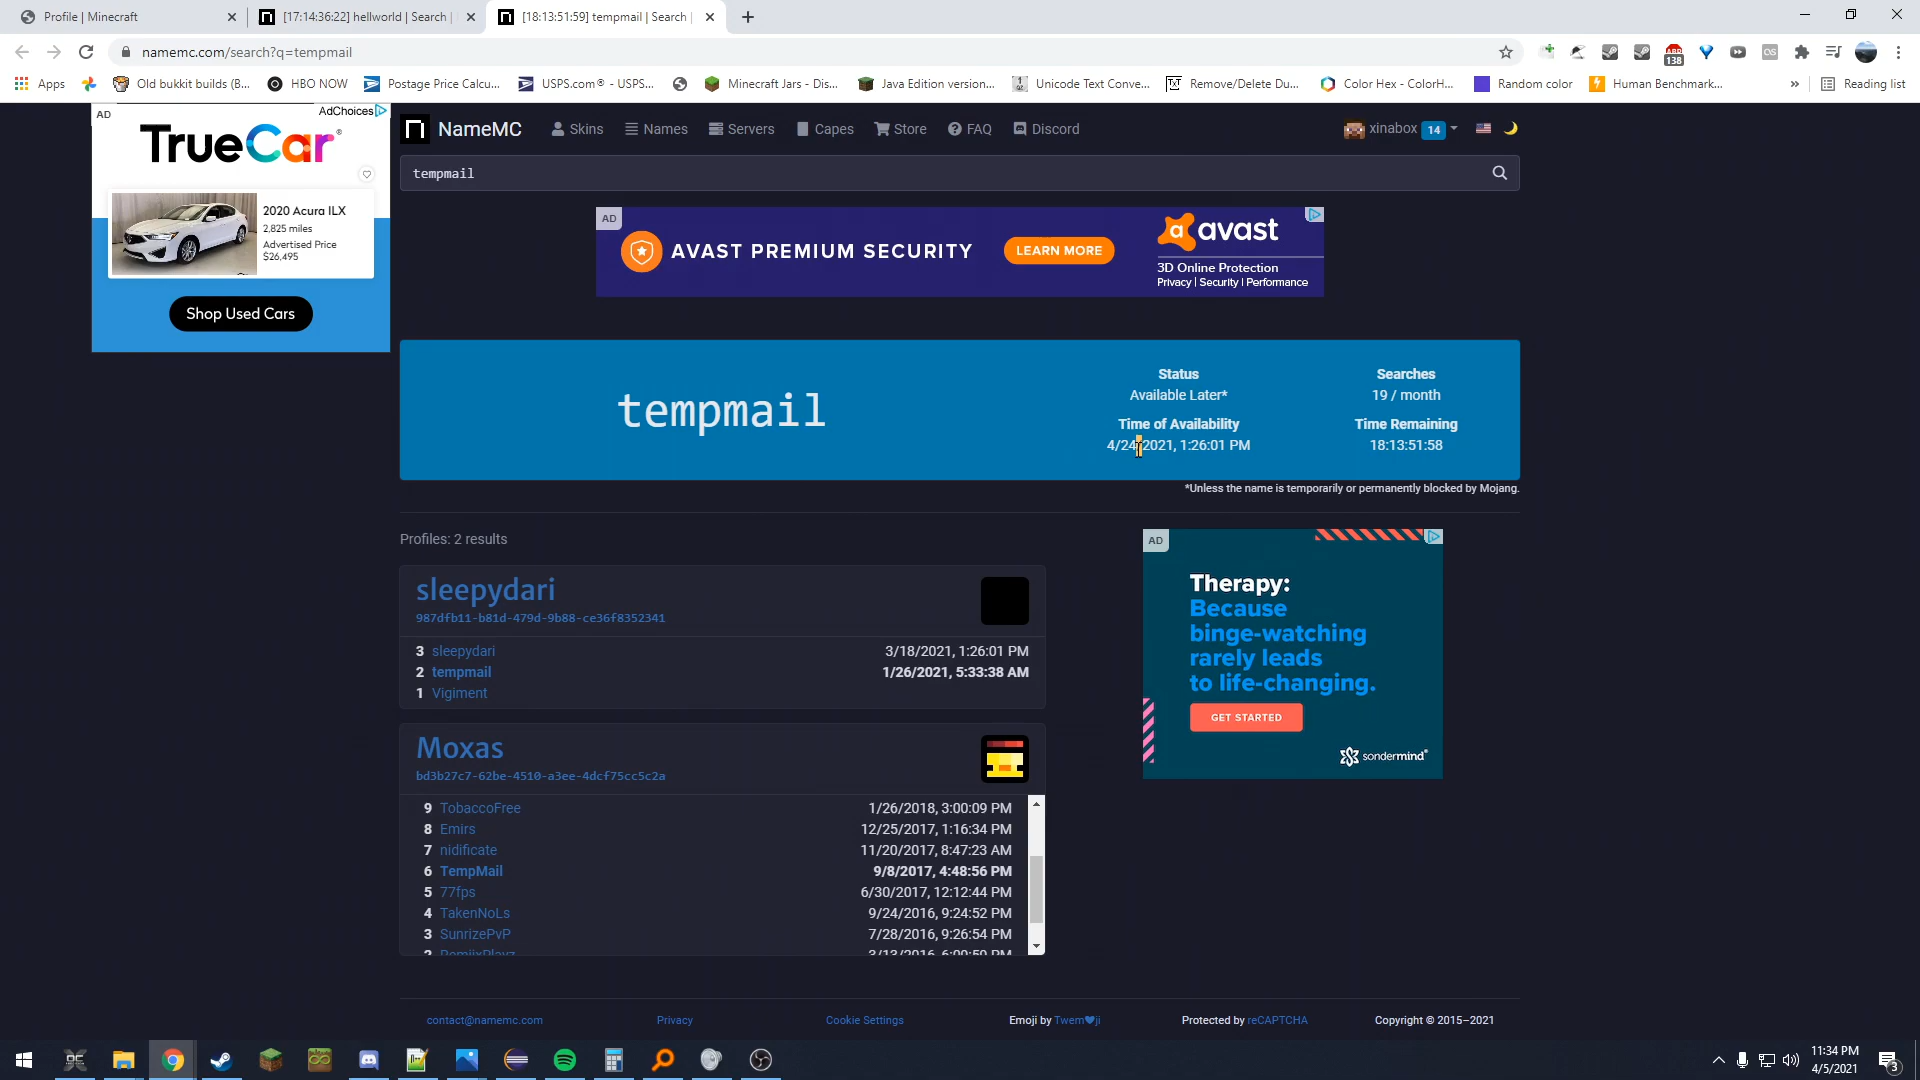 Profile | Minecraft
[17:14:36:22] hellworld | Search |
[18:13:51:59] tempmail | Search |
namemc.com/search?q=tempmail
ABP
138
Apps
Old bukkit builds (B...
HBO NOW
Postage Price Calcu...
USPS.com® - USPS...
Minecraft Jars - Dis...
Java Edition version...
Unicode Text Conve...
Remove/Delete Du...
Color Hex - ColorH...
Random color
Human Benchmark...
»
Reading list
AD
AdChoices
TrueCar®
2020 Acura ILX
2,825 miles
Advertised Price
$26,495
Shop Used Cars
NameMC
Skins
Names
Servers
Capes
Store
FAQ
Discord
xinabox 14
tempmail
AD
AVAST PREMIUM SECURITY
LEARN MORE
avast
3D Online Protection
Privacy | Security | Performance
tempmail
Status
Available Later*
Searches
19 / month
Time of Availability
4/24/2021, 1:26:01 PM
Time Remaining
18:13:51:58
*Unless the name is temporarily or permanently blocked by Mojang.
Profiles: 2 results
sleepydari
987dfb11-b81d-479d-9b88-ce36f8352341
3 sleepydari 3/18/2021, 1:26:01 PM
2 tempmail 1/26/2021, 5:33:38 AM
1 Vigiment
Moxas
bd3b27c7-62be-4510-a3ee-4dcf75cc5c2a
9 TobaccoFree 1/26/2018, 3:00:09 PM
8 Emirs 12/25/2017, 1:16:34 PM
7 nidificate 11/20/2017, 8:47:23 AM
6 TempMail 9/8/2017, 4:48:56 PM
5 77fps 6/30/2017, 12:12:44 PM
4 TakenNoLs 9/24/2016, 9:24:52 PM
3 SunrizePvP 7/28/2016, 9:26:54 PM
AD
Therapy:
Because
binge-watching
rarely leads
to life-changing.
GET STARTED
sondermind®
contact@namemc.com
Privacy
Cookie Settings
Emoji by Twem❤ji
Protected by reCAPTCHA
Copyright © 2015–2021
11:34 PM
4/5/2021
3